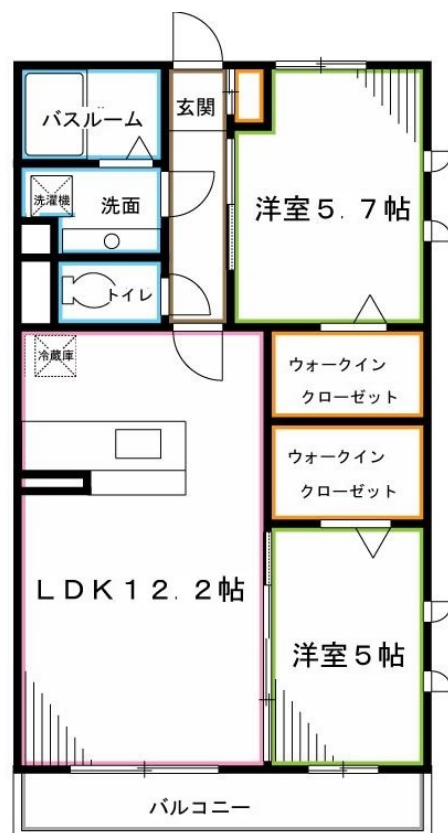 バスルーム
玄関
洗濯機
洗面
洋室5.7帖
トイレ
冷蔵庫
ウォークイン
クローゼット
ウォークイン
クローゼット
LDK12.2帖
洋室5帖
バルコニー